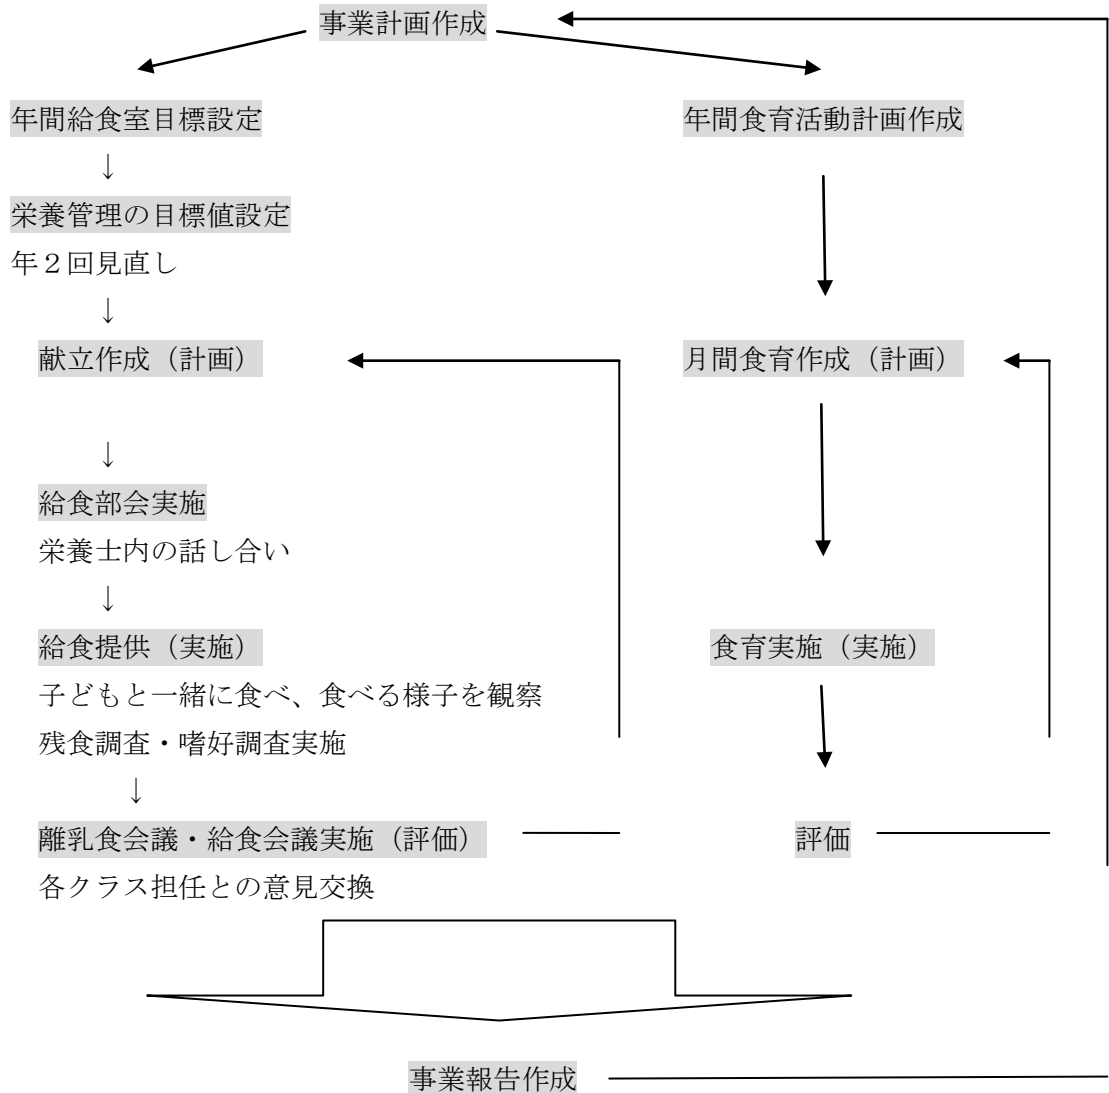 事業計画作成
年間給食室目標設定
年間食育活動計画作成
↓
栄養管理の目標値設定
年２回見直し
↓
献立作成（計画）
月間食育作成（計画）
↓
給食部会実施
栄養士内の話し合い
↓
給食提供（実施）
食育実施（実施）
子どもと一緒に食べ、食べる様子を観察
残食調査・嗜好調査実施
↓
離乳食会議・給食会議実施（評価）
評価
各クラス担任との意見交換
事業報告作成